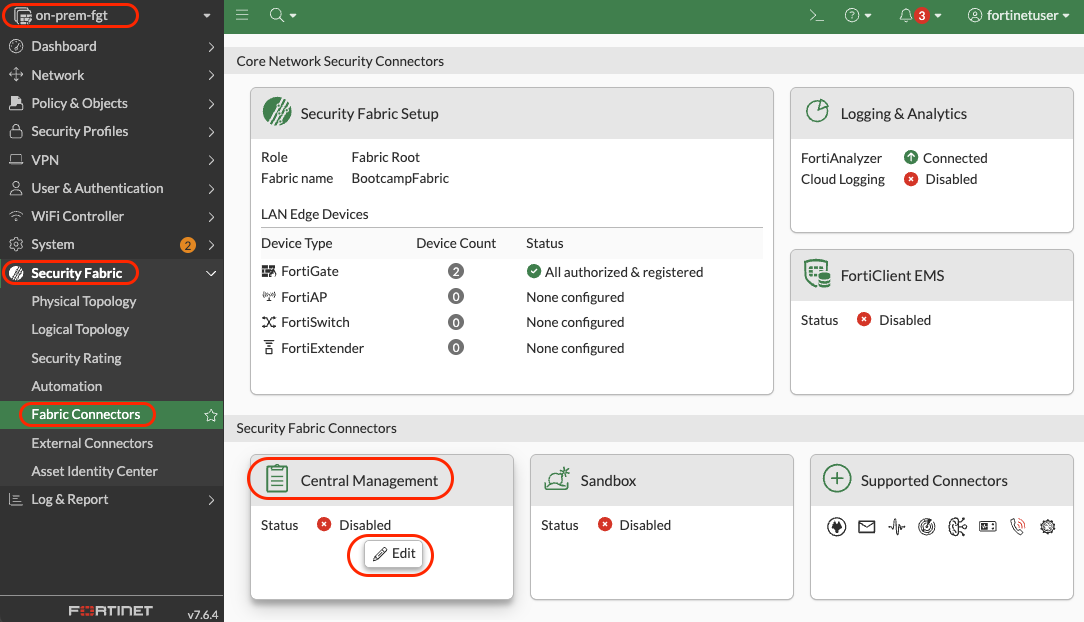 on-prem-fgt
3
fortinetuser
Dashboard
Network
Policy & Objects
Security Profiles
VPN
User & Authentication
WiFi Controller
System 2
Security Fabric
Physical Topology
Logical Topology
Security Rating
Automation
Fabric Connectors
External Connectors
Asset Identity Center
Log & Report
FORTINET v7.6.4
Core Network Security Connectors
Security Fabric Setup
Role Fabric Root
Fabric name BootcampFabric
LAN Edge Devices
Device Type Device Count Status
FortiGate 2 All authorized & registered
FortiAP 0 None configured
FortiSwitch 0 None configured
FortiExtender 0 None configured
Logging & Analytics
FortiAnalyzer Connected
Cloud Logging Disabled
FortiClient EMS
Status Disabled
Security Fabric Connectors
Central Management
Status Disabled
Edit
Sandbox
Status Disabled
Supported Connectors